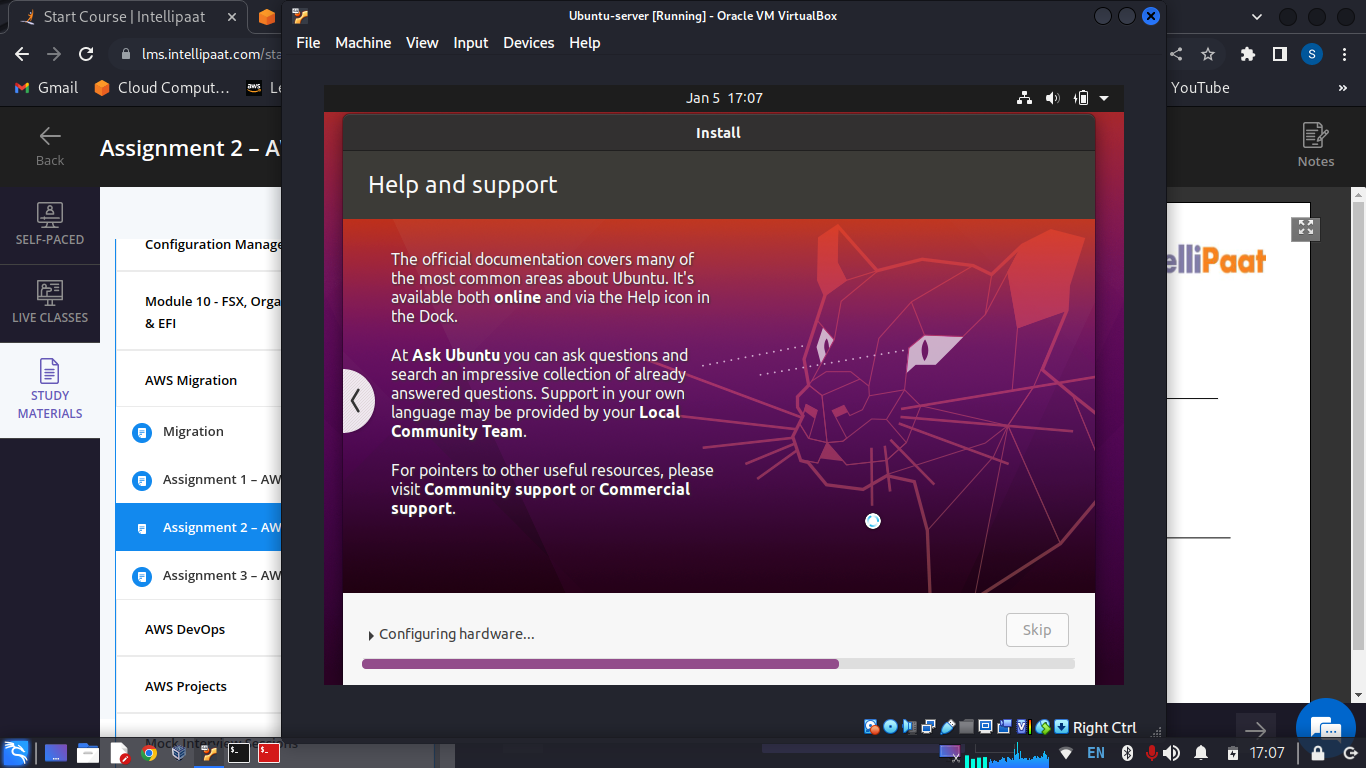 Start Course | Intellipaat
Ubuntu-server [Running] - Oracle VM VirtualBox
File Machine View Input Devices Help
lms.intellipaat.com/sta
S
Gmail
Cloud Comput…
aws
YouTube
»
Jan 5 17:07
Back
Assignment 2 – A
Notes
Install
Help and support
SELF-PACED
LIVE CLASSES
STUDY
MATERIALS
Configuration Manage
Module 10 - FSX, Orga
& EFI
AWS Migration
Migration
Assignment 1 – AW
Assignment 2 – AW
Assignment 3 – AW
AWS DevOps
AWS Projects
Mock Interview Sessions
elliPaat
The official documentation covers many of
the most common areas about Ubuntu. It's
available both online and via the Help icon in
the Dock.
At Ask Ubuntu you can ask questions and
search an impressive collection of already
answered questions. Support in your own
language may be provided by your Local
Community Team.
For pointers to other useful resources, please
visit Community support or Commercial
support.
Configuring hardware...
Skip
Right Ctrl
EN
17:07